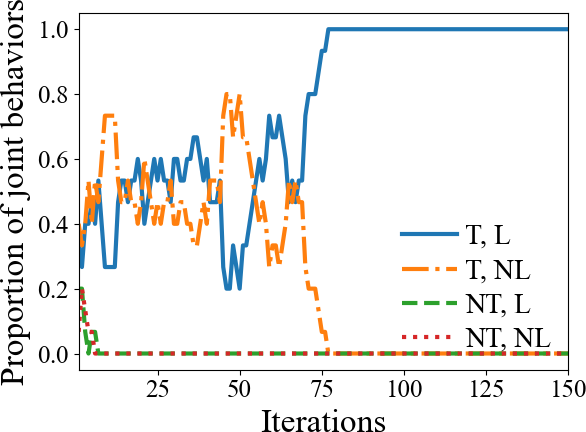 Proportion of joint behaviors
1.0
0.8
0.6
0.4
0.2
0.0
T, L
T, NL
NT, L
NT, NL
25 50 75 100 125 150
Iterations